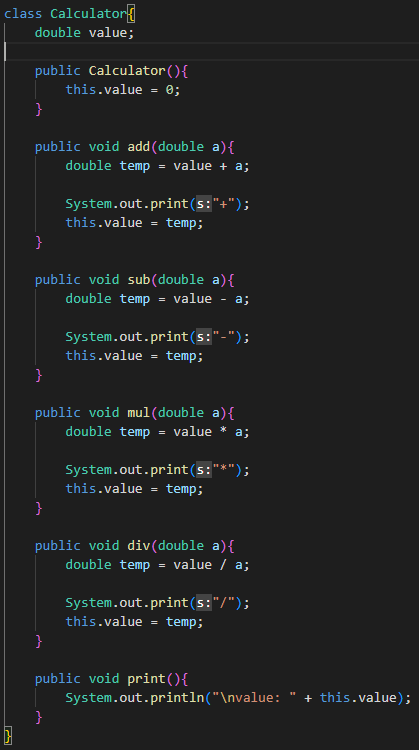 class Calculator{
    double value;

    public Calculator(){
        this.value = 0;
    }

    public void add(double a){
        double temp = value + a;

        System.out.print(s:"+");
        this.value = temp;
    }

    public void sub(double a){
        double temp = value - a;

        System.out.print(s:"-");
        this.value = temp;
    }

    public void mul(double a){
        double temp = value * a;

        System.out.print(s:"*");
        this.value = temp;
    }

    public void div(double a){
        double temp = value / a;

        System.out.print(s:"/");
        this.value = temp;
    }

    public void print(){
        System.out.println("\nvalue: " + this.value);
    }
}